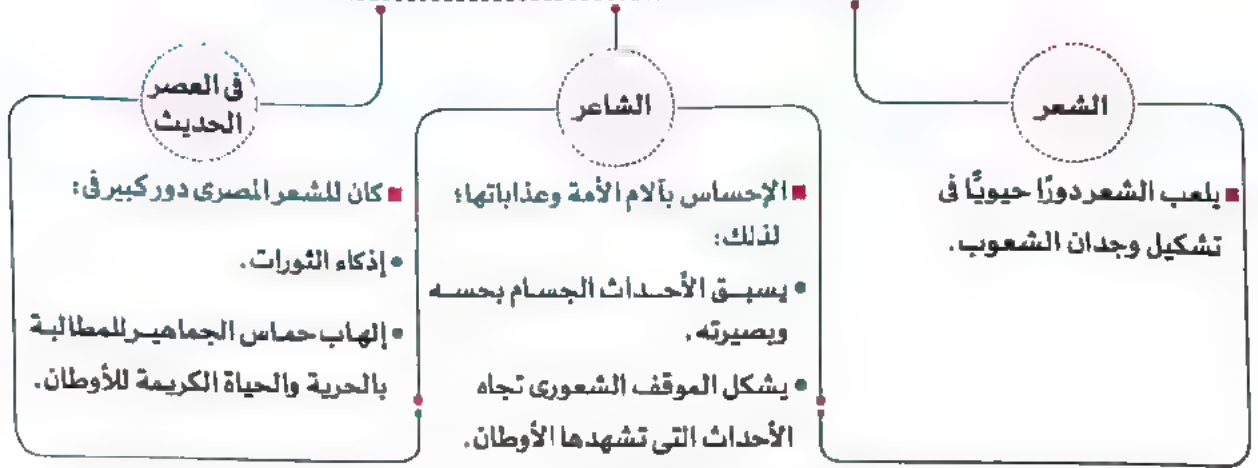 الشعر
■ يلعب الشعر دورًا حيويًّا فى
تشكيل وجدان الشعوب.
الشاعر
■ الإحساس بآلام الأمة وعذاباتها؛
لذلك:
• يسبق الأحداث الجسام بحسه
وبصيرته.
• يشكل الموقف الشعورى تجاه
الأحداث التى تشهدها الأوطان.
فى العصر
الحديث
■ كان للشعر المصرى دور كبير فى:
• إذكاء الثورات.
• إلهاب حماس الجماهير للمطالبة
بالحرية والحياة الكريمة للأوطان.